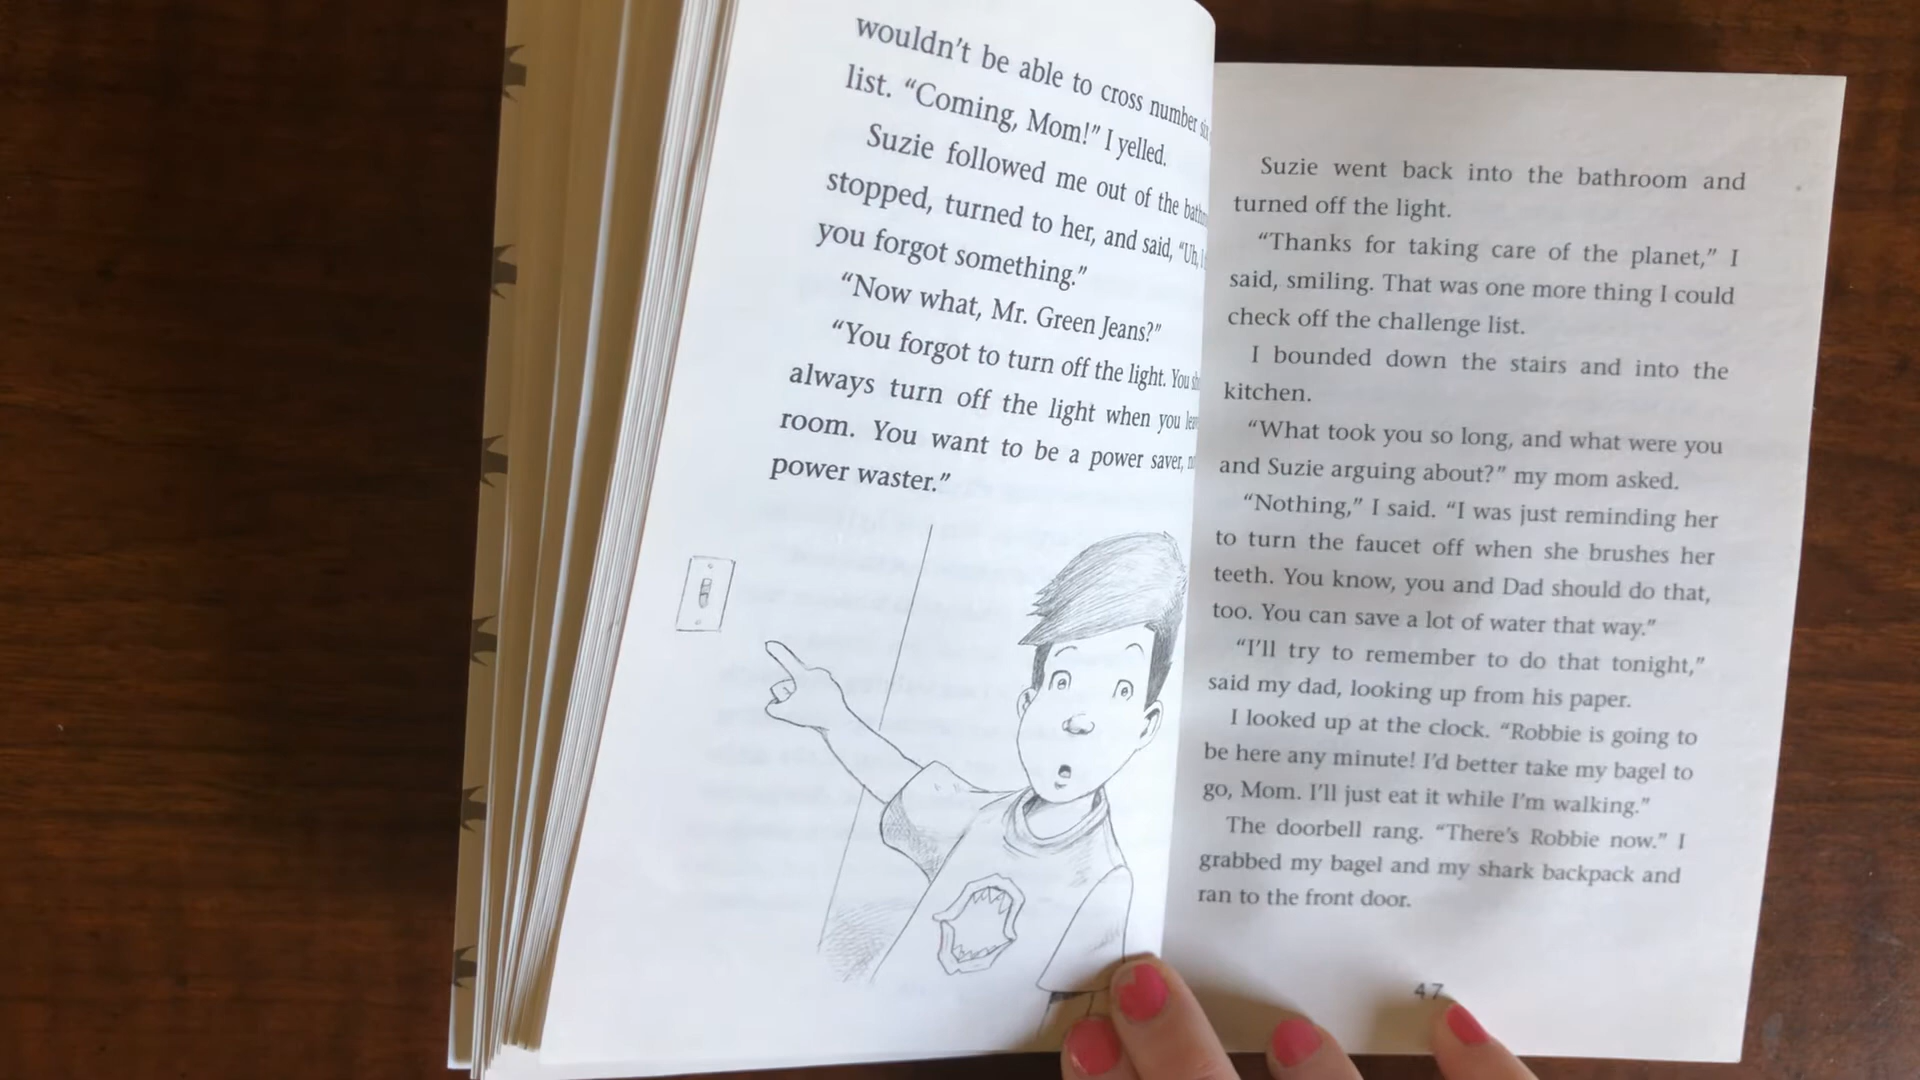 wouldn't be able to cross number six
list. “Coming, Mom!” I yelled.
Suzie followed me out of the
stopped, turned to her, and said, “Uh,
you forgot something.”
“Now what, Mr. Green Jeans?”
“You forgot to turn off the light. You
always turn off the light when you
room. You want to be a power saver,
power waster.”
Suzie went back into the bathroom and
turned off the light.
“Thanks for taking care of the planet,” I
said, smiling. That was one more thing I could
check off the challenge list.
I bounded down the stairs and into the
kitchen.
“What took you so long, and what were you
and Suzie arguing about?” my mom asked.
“Nothing,” I said. “I was just reminding her
to turn the faucet off when she brushes her
teeth. You know, you and Dad should do that,
too. You can save a lot of water that way.”
“I'll try to remember to do that tonight,”
said my dad, looking up from his paper.
I looked up at the clock. “Robbie is going to
be here any minute! I'd better take my bagel to
go, Mom. I'll just eat it while I'm walking.”
The doorbell rang. “There's Robbie now.” I
grabbed my bagel and my shark backpack and
ran to the front door.
47